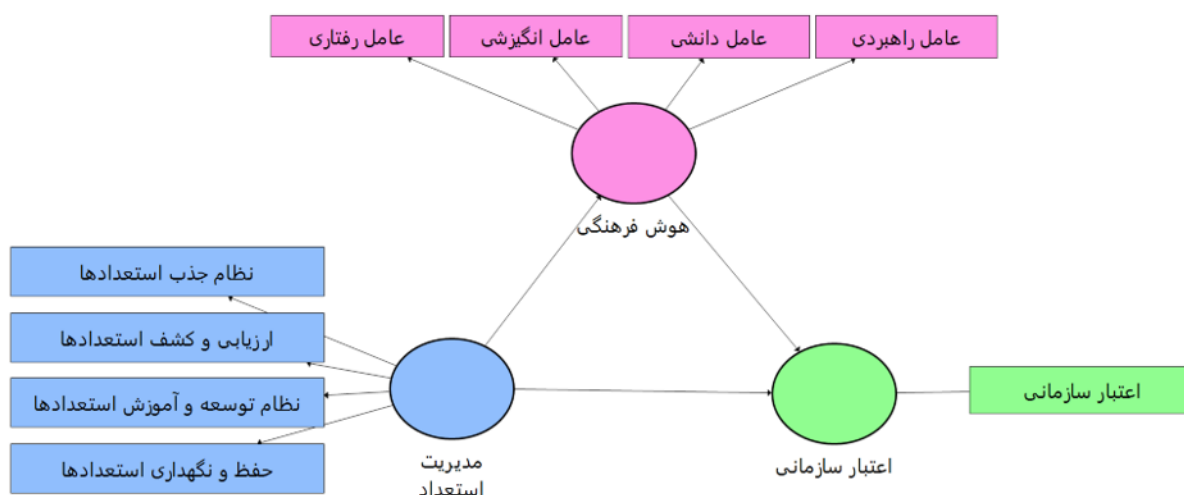 عامل راهبردی
عامل دانشی
عامل انگیزشی
عامل رفتاری
هوش فرهنگی
نظام جذب استعدادها
ارزیابی و کشف استعدادها
نظام توسعه و آموزش استعدادها
حفظ و نگهداری استعدادها
مدیریت
استعداد
اعتبار سازمانی
اعتبار سازمانی